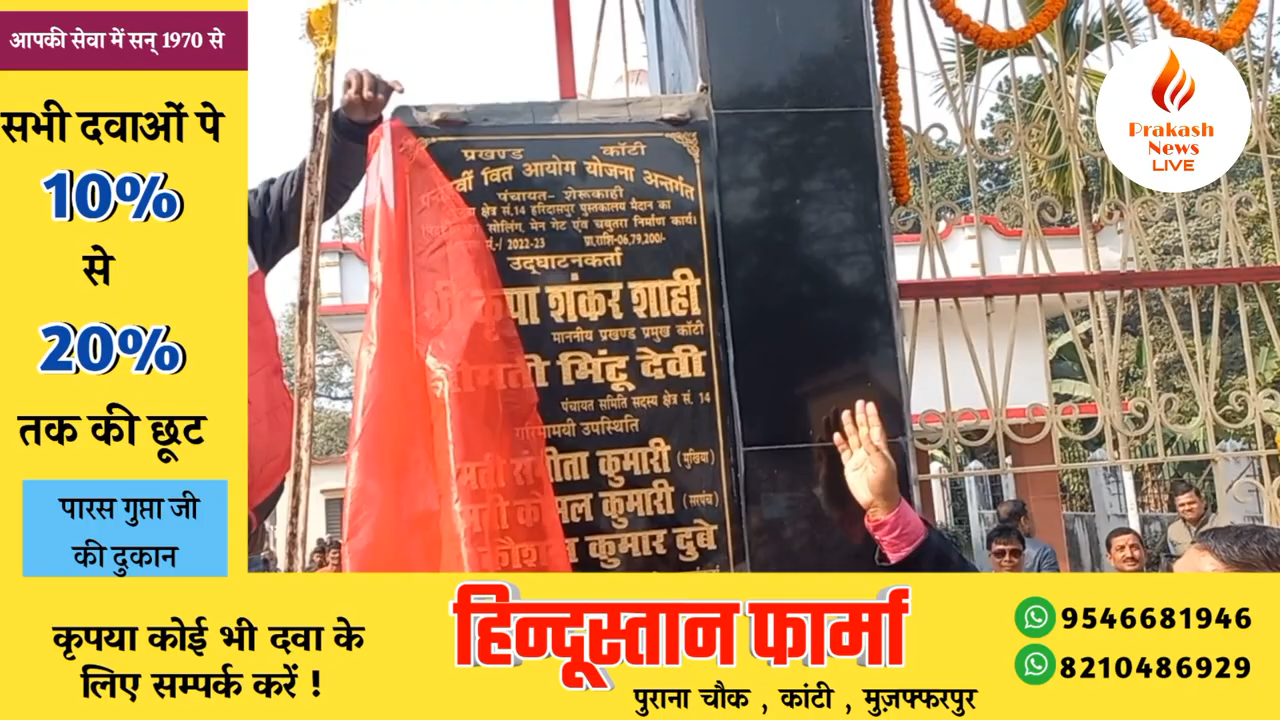 आपकी सेवा में सन् 1970 से
सभी दवाओं पे
10%
से
20%
तक की छूट
पारस गुप्ता जी
की दुकान
कृपया कोई भी दवा के
लिए सम्पर्क करें !
हिन्दूस्तान फार्मा
पुराना चौक , कांटी , मुज़फ्फरपुर
9546681946
8210486929
Prakash
News
LIVE
प्रखण्ड कॉटी
वित आयोग योजना अन्तर्गत
पंचायत- शेरूकाही
क्षेत्र सं.14 हरिदासपुर पुस्तकालय मैदान का
सोलिंग, मेन गेट एंव चबुतरा निर्माण कार्य।
सं.-/ 2022-23 प्रा.राशि-06,79,200/-
उद्घाटनकर्ता
श्री कृपा शंकर शाही
माननीय प्रखण्ड प्रमुख कॉटी
मिंटू देवी
पंचायत समिति सदस्य क्षेत्र सं. 14
गरिमामयी उपस्थिति
कुमारी (मुखिया)
कुमारी (सरपंच)
कुमार दुबे